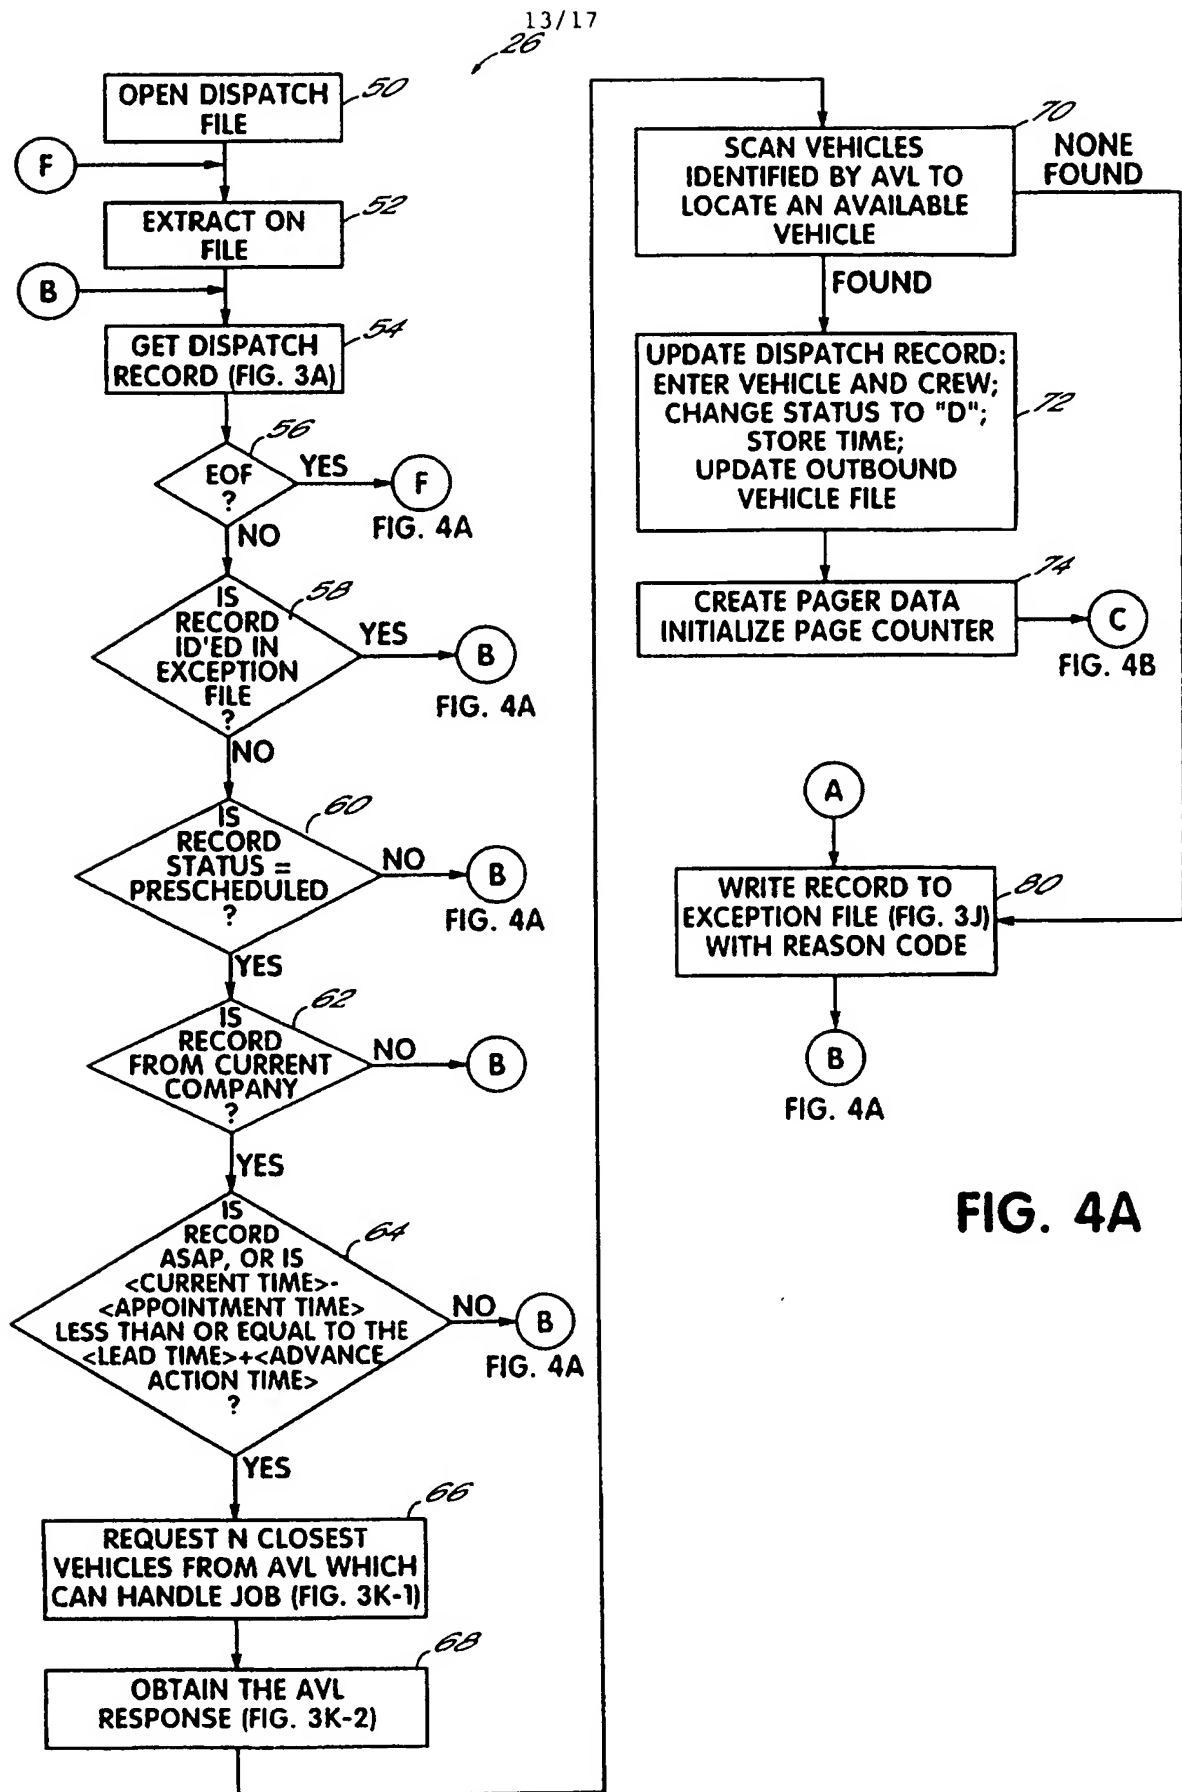 13/17
26
OPEN DISPATCH
FILE
50
F
EXTRACT ON
FILE
52
B
GET DISPATCH
RECORD (FIG. 3A)
54
56
EOF
?
YES
F
FIG. 4A
NO
58
IS
RECORD
ID'ED IN
EXCEPTION
FILE
?
YES
B
FIG. 4A
NO
60
IS
RECORD
STATUS =
PRESCHEDULED
?
NO
B
FIG. 4A
YES
62
IS
RECORD
FROM CURRENT
COMPANY
?
NO
B
YES
64
IS
RECORD
ASAP, OR IS
<CURRENT TIME>-
<APPOINTMENT TIME>
LESS THAN OR EQUAL TO THE
<LEAD TIME>+<ADVANCE
ACTION TIME>
?
NO
B
FIG. 4A
YES
66
REQUEST N CLOSEST
VEHICLES FROM AVL WHICH
CAN HANDLE JOB (FIG. 3K-1)
68
OBTAIN THE AVL
RESPONSE (FIG. 3K-2)
70
SCAN VEHICLES
IDENTIFIED BY AVL TO
LOCATE AN AVAILABLE
VEHICLE
NONE
FOUND
FOUND
UPDATE DISPATCH RECORD:
ENTER VEHICLE AND CREW;
CHANGE STATUS TO "D";
STORE TIME;
UPDATE OUTBOUND
VEHICLE FILE
72
74
CREATE PAGER DATA
INITIALIZE PAGE COUNTER
C
FIG. 4B
A
WRITE RECORD TO
EXCEPTION FILE (FIG. 3J)
WITH REASON CODE
80
B
FIG. 4A
FIG. 4A